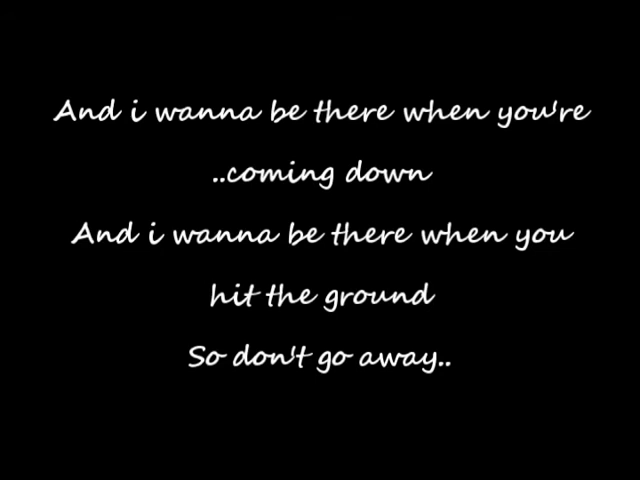 And i wanna be there when you're
..coming down
And i wanna be there when you
hit the ground
So don't go away..